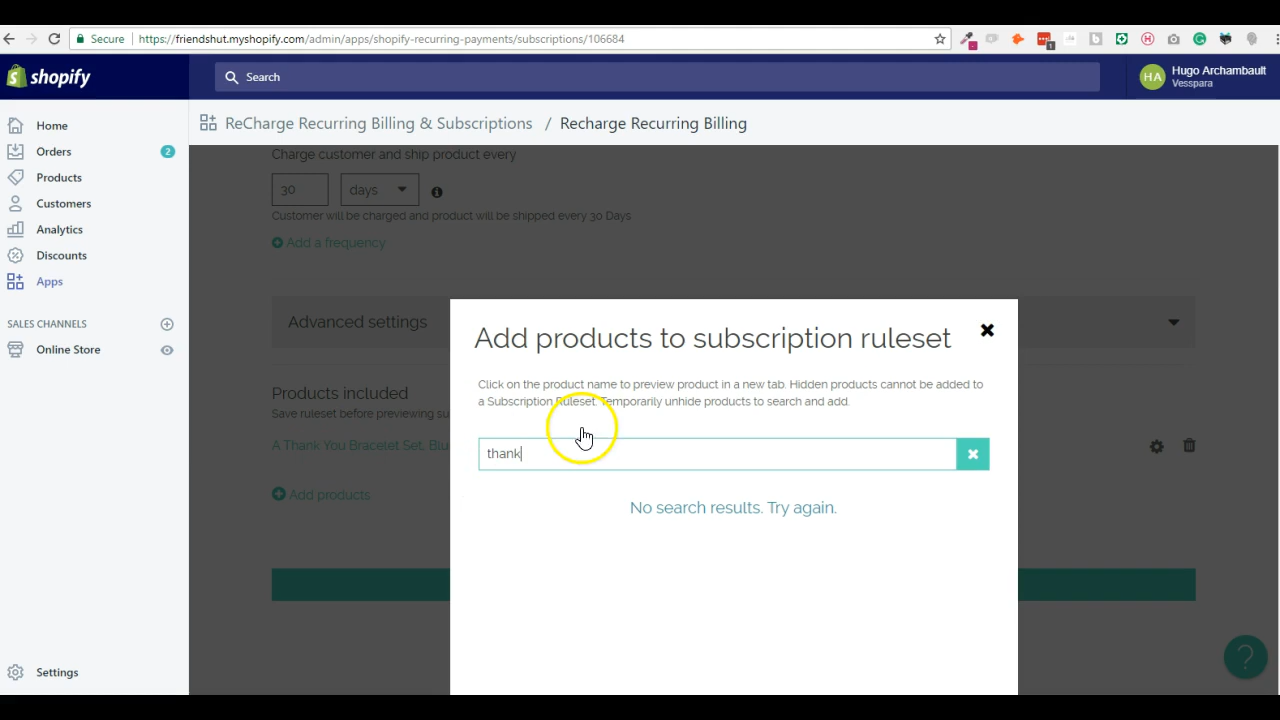 Secure https://friendshut.myshopify.com/admin/apps/shopify-recurring-payments/subscriptions/106684
1
shopify
Search
HA
Hugo Archambault
Vesspara
Home
Orders 2
Products
Customers
Analytics
Discounts
Apps
SALES CHANNELS
Online Store
Settings
ReCharge Recurring Billing & Subscriptions / Recharge Recurring Billing
Charge customer and ship product every
30 days
Customer will be charged and product will be shipped every 30 Days
Add a frequency
Advanced settings
Products included
Save ruleset before previewing su
A Thank You Bracelet Set, Blu
Add products
Add products to subscription ruleset
Click on the product name to preview product in a new tab. Hidden products cannot be added to
a Subscription Ruleset. Temporarily unhide products to search and add.
thank
No search results. Try again.
?